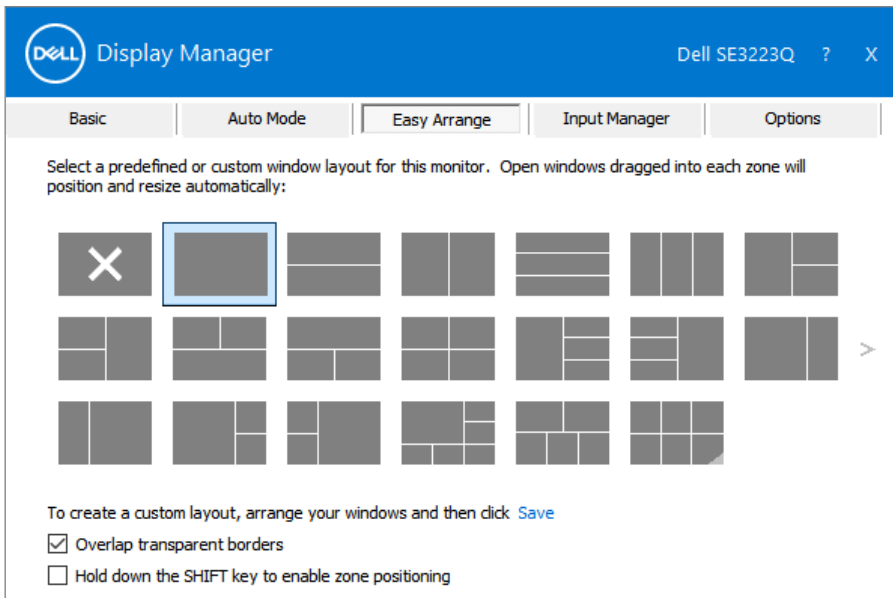 DELL Display Manager Dell SE3223Q ? X
Basic Auto Mode Easy Arrange Input Manager Options
Select a predefined or custom window layout for this monitor. Open windows dragged into each zone will
position and resize automatically:
>
To create a custom layout, arrange your windows and then click Save
Overlap transparent borders
Hold down the SHIFT key to enable zone positioning